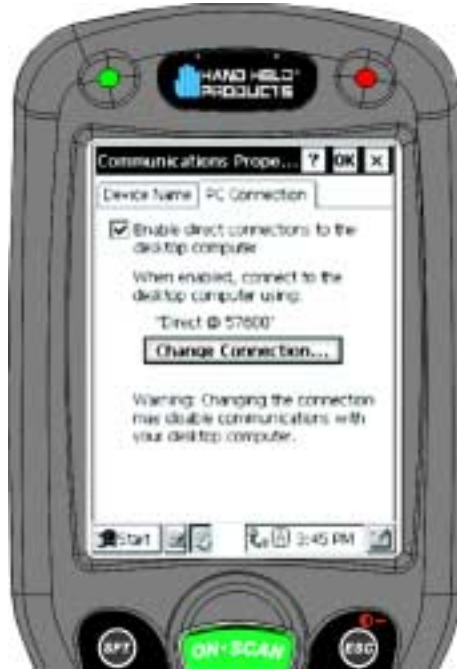 HAND HELD
PRODUCTS
Communications Prope... ? OK ×
Device Name PC Connection
Enable direct connections to the
desktop computer
When enabled, connect to the
desktop computer using:
"Direct @ 57600"
Change Connection...
Warning: Changing the connection
may disable communications with
your desktop computer.
Start 3:45 PM
SFT ON•SCAN ESC